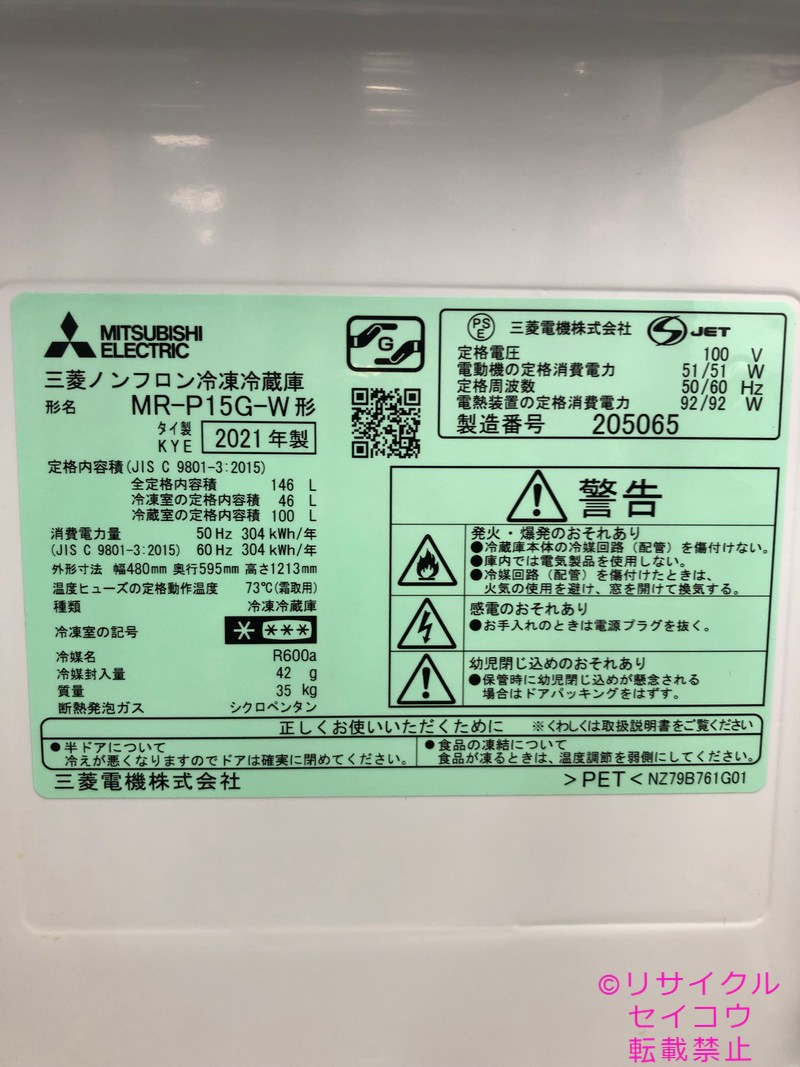 MITSUBISHI
ELECTRIC
G
三菱ノンフロン冷凍冷蔵庫
形名 MR-P15G-W形
タイ製
KYE 2021年製
定格内容積(JIS C 9801-3:2015)
全定格内容積 146 L
冷凍室の定格内容積 46 L
冷蔵室の定格内容積 100 L
消費電力量 50Hz 304kWh/年
(JIS C 9801-3:2015) 60Hz 304kWh/年
外形寸法 幅480mm 奥行595mm 高さ1213mm
温度ヒューズの定格動作温度 73℃(霜取用)
種類 冷凍冷蔵庫
冷凍室の記号 * ***
冷媒名 R600a
冷媒封入量 42 g
質量 35 kg
断熱発泡ガス シクロペンタン
PS
E 三菱電機株式会社 S JET
定格電圧 100 V
電動機の定格消費電力 51/51 W
定格周波数 50/60 Hz
電熱装置の定格消費電力 92/92 W
製造番号 205065
警告
発火・爆発のおそれあり
●冷蔵庫本体の冷媒回路(配管)を傷付けない。
●庫内では電気製品を使用しない。
●冷媒回路(配管)を傷付けたときは、
火気の使用を避け、窓を開けて換気する。
感電のおそれあり
●お手入れのときは電源プラグを抜く。
幼児閉じ込めのおそれあり
●保管時に幼児閉じ込めが懸念される
場合はドアパッキングをはずす。
正しくお使いいただくために ※くわしくは取扱説明書をご覧ください
●半ドアについて
冷えが悪くなりますのでドアは確実に閉めてください。
●食品の凍結について
食品が凍るときは、温度調節を弱側にしてください。
三菱電機株式会社 >PET< NZ79B761G01
©リサイクル
セイコウ
転載禁止